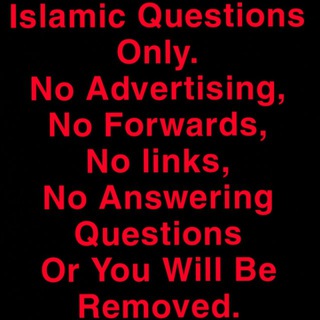 Islamic Questions
Only.
No Advertising,
No Forwards,
No links,
No Answering
Questions
Or You Will Be
Removed.